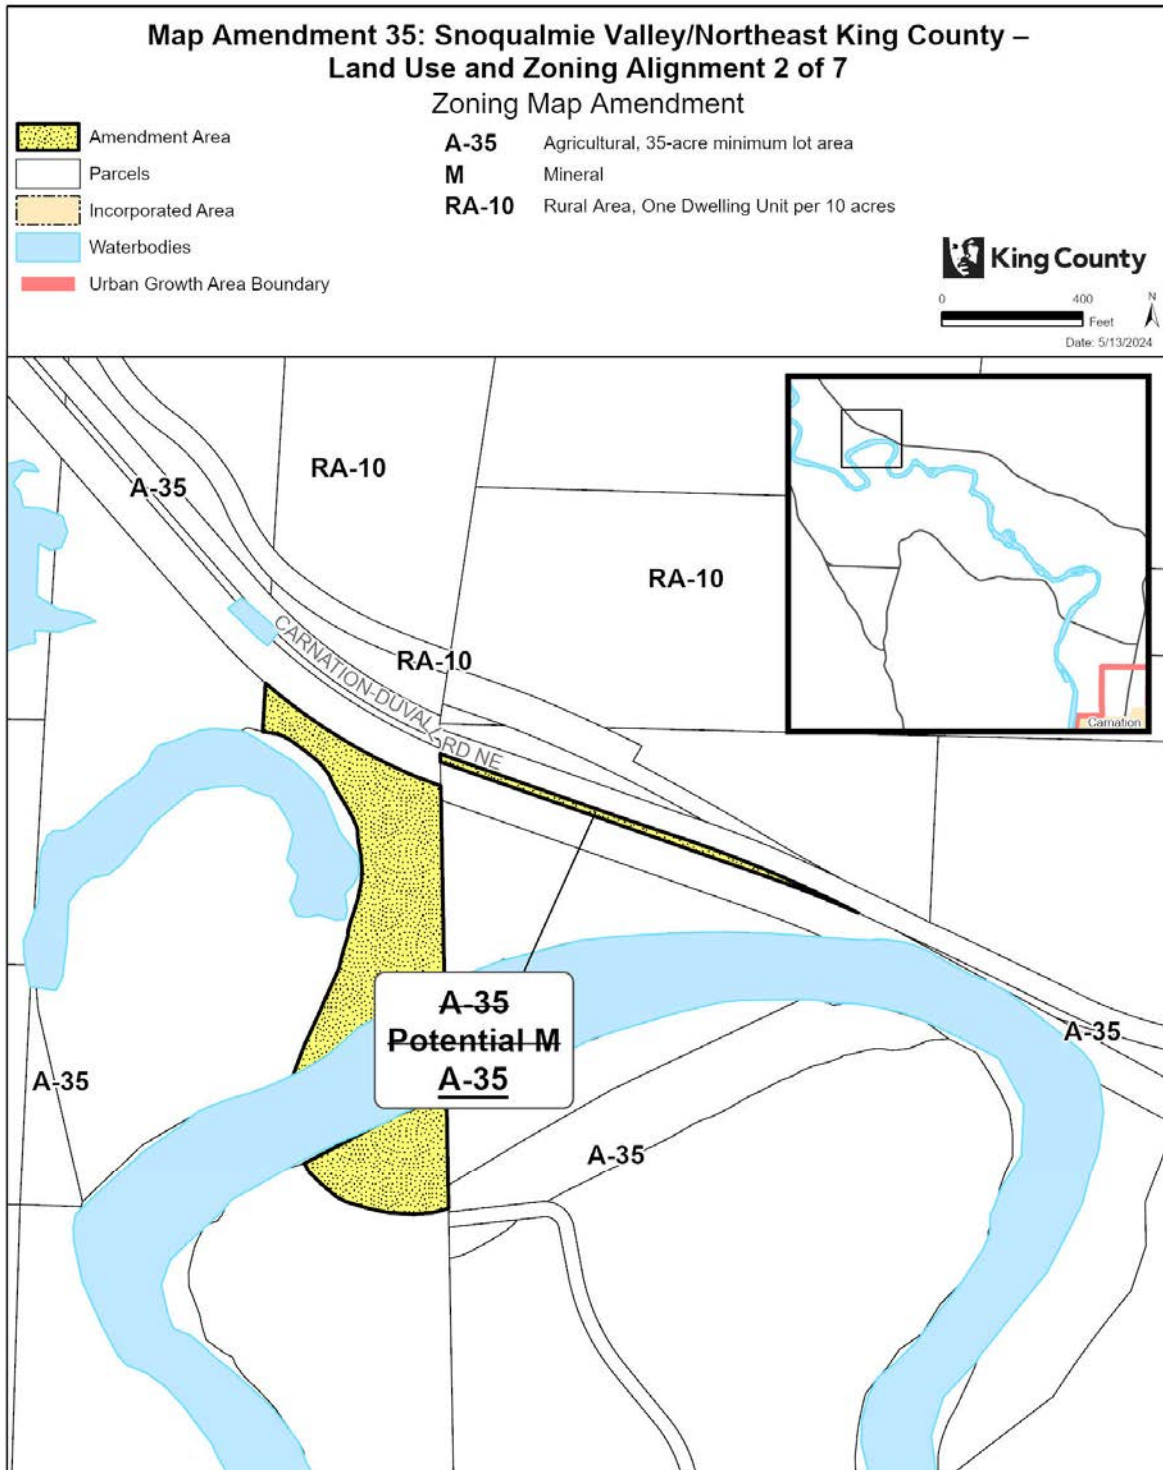 Map Amendment 35: Snoqualmie Valley/Northeast King County –
Land Use and Zoning Alignment 2 of 7
Zoning Map Amendment
Amendment Area
Parcels
Incorporated Area
Waterbodies
Urban Growth Area Boundary
A-35 Agricultural, 35-acre minimum lot area
M Mineral
RA-10 Rural Area, One Dwelling Unit per 10 acres
King County
0 400
Feet
N
Date: 5/13/2024
RA-10
A-35
RA-10
RA-10
CARNATION-DUVALL RD NE
Carnation
A-35
Potential M
A-35
A-35
A-35
A-35